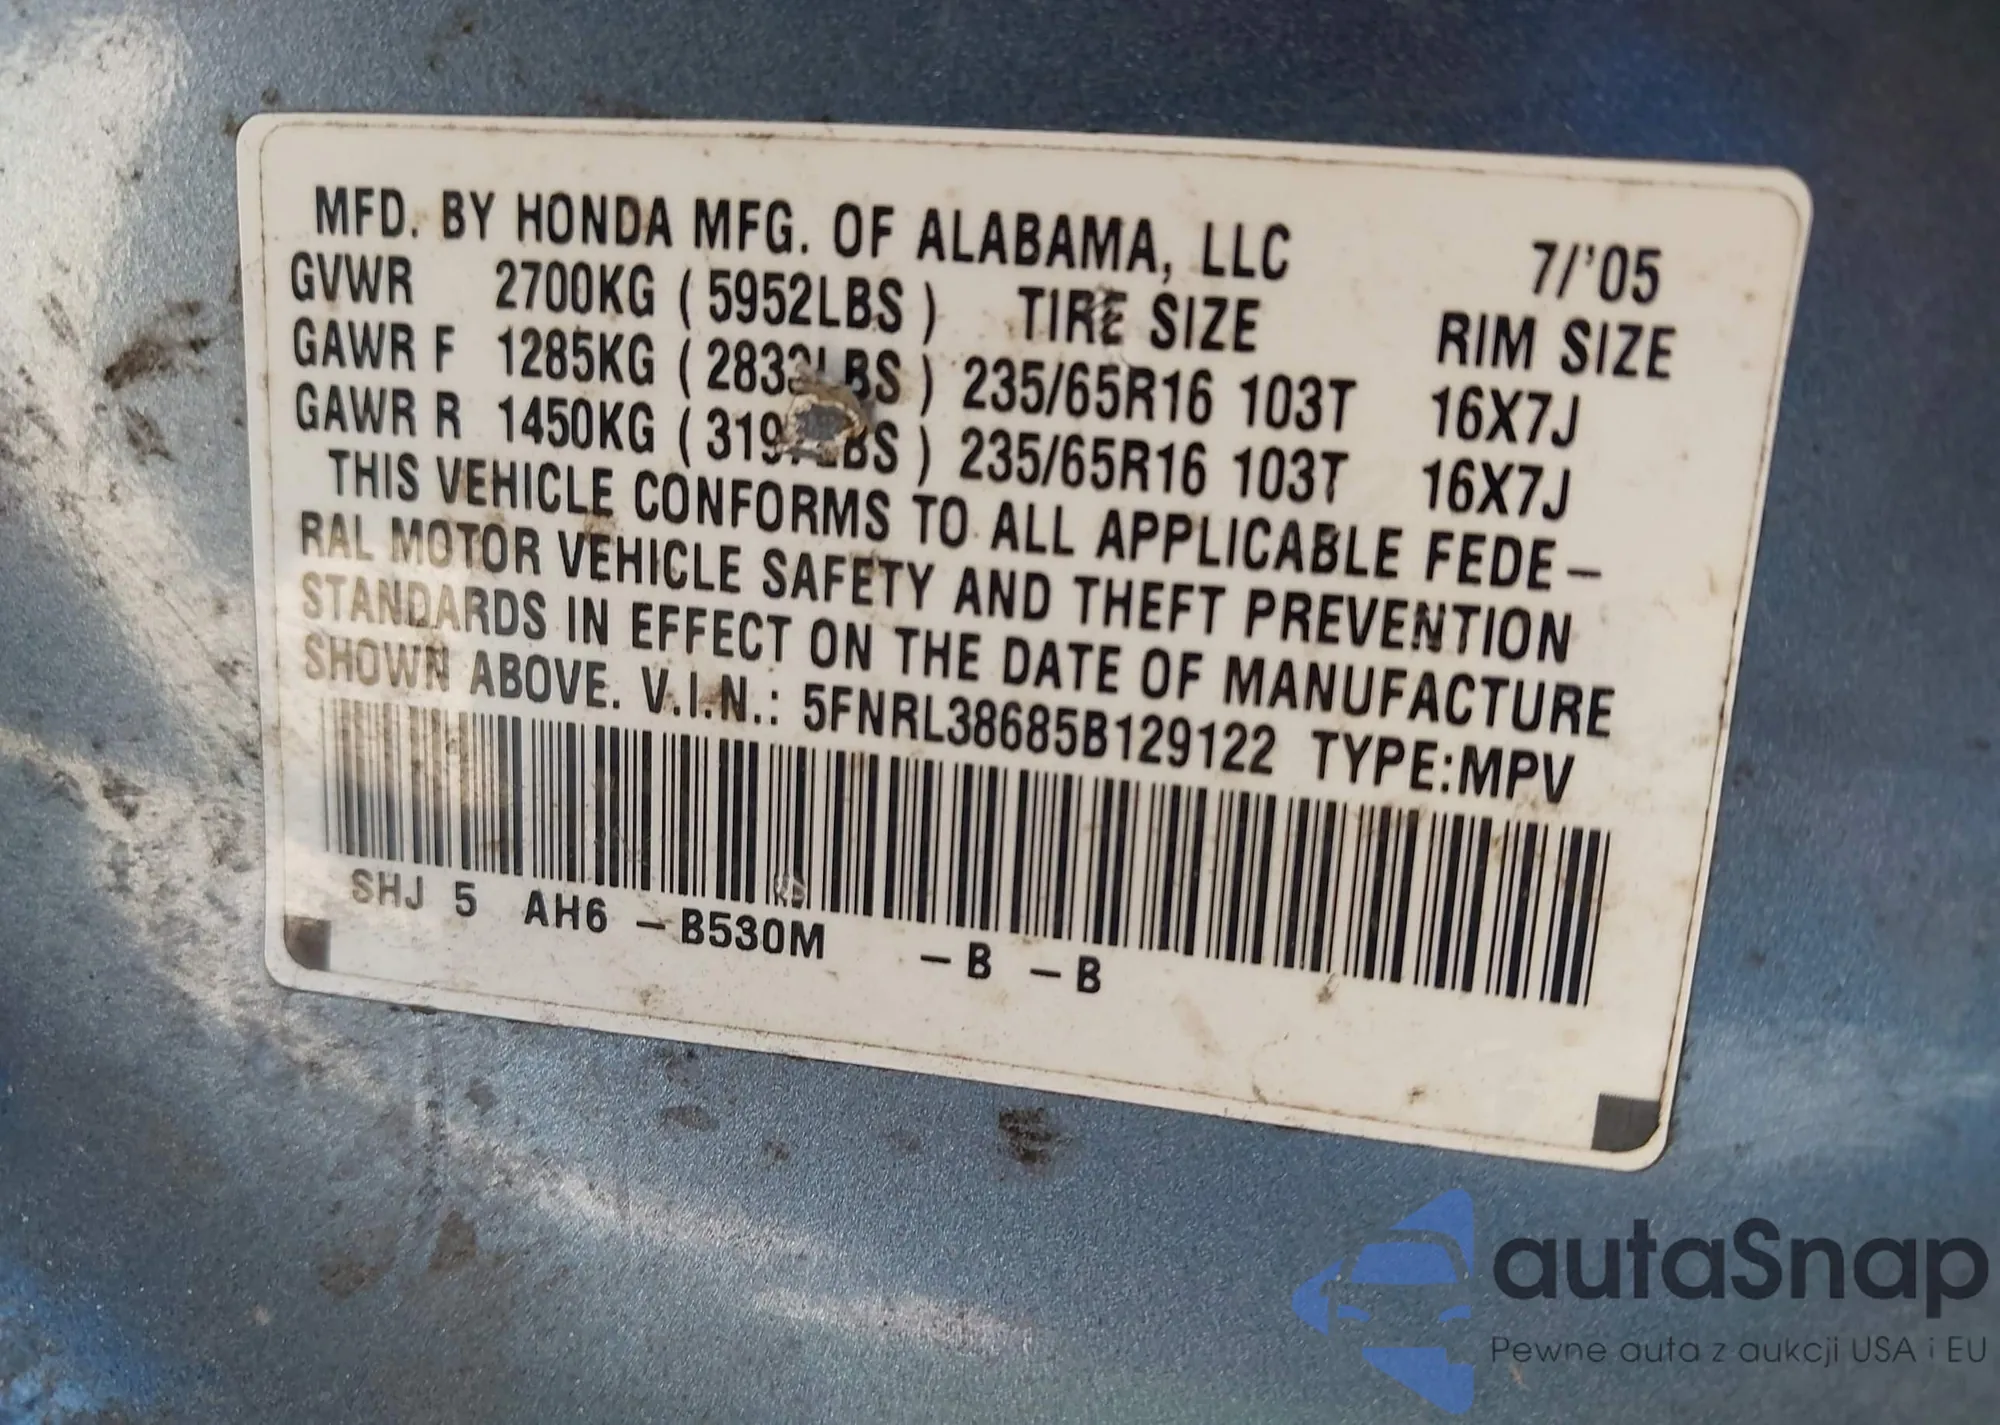 MFD. BY HONDA MFG. OF ALABAMA, LLC 7/'05
GVWR 2700KG ( 5952LBS ) TIRE SIZE RIM SIZE
GAWR F 1285KG ( 2833LBS ) 235/65R16 103T 16X7J
GAWR R 1450KG ( ) 235/65R16 103T 16X7J
THIS VEHICLE CONFORMS TO ALL APPLICABLE FEDE–
RAL MOTOR VEHICLE SAFETY AND THEFT PREVENTION
STANDARDS IN EFFECT ON THE DATE OF MANUFACTURE
SHOWN ABOVE. V.I.N.: 5FNRL38685B129122 TYPE:MPV
SHJ 5 AH6 –B530M –B –B
autaSnap
Pewne auta z aukcji USA i EU